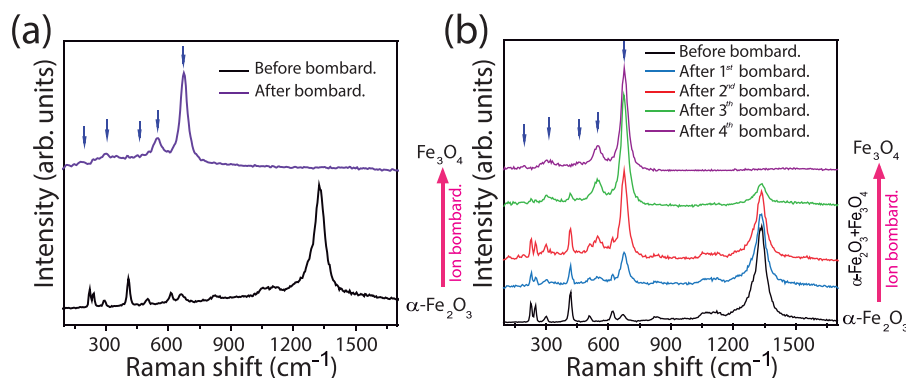 (a)
Intensity (arb. units)
Before bombard.
After bombard.
Fe₃O₄
Ion bombard.
α-Fe₂O₃
300 600 900 1200 1500
Raman shift (cm⁻¹)
(b)
Intensity (arb. units)
Before bombard.
After 1ˢᵗ bombard.
After 2ⁿᵈ bombard.
After 3ᵗʰ bombard.
After 4ᵗʰ bombard.
Fe₃O₄
α-Fe₂O₃+Fe₃O₄
Ion bombard.
α-Fe₂O₃
300 600 900 1200 1500
Raman shift (cm⁻¹)